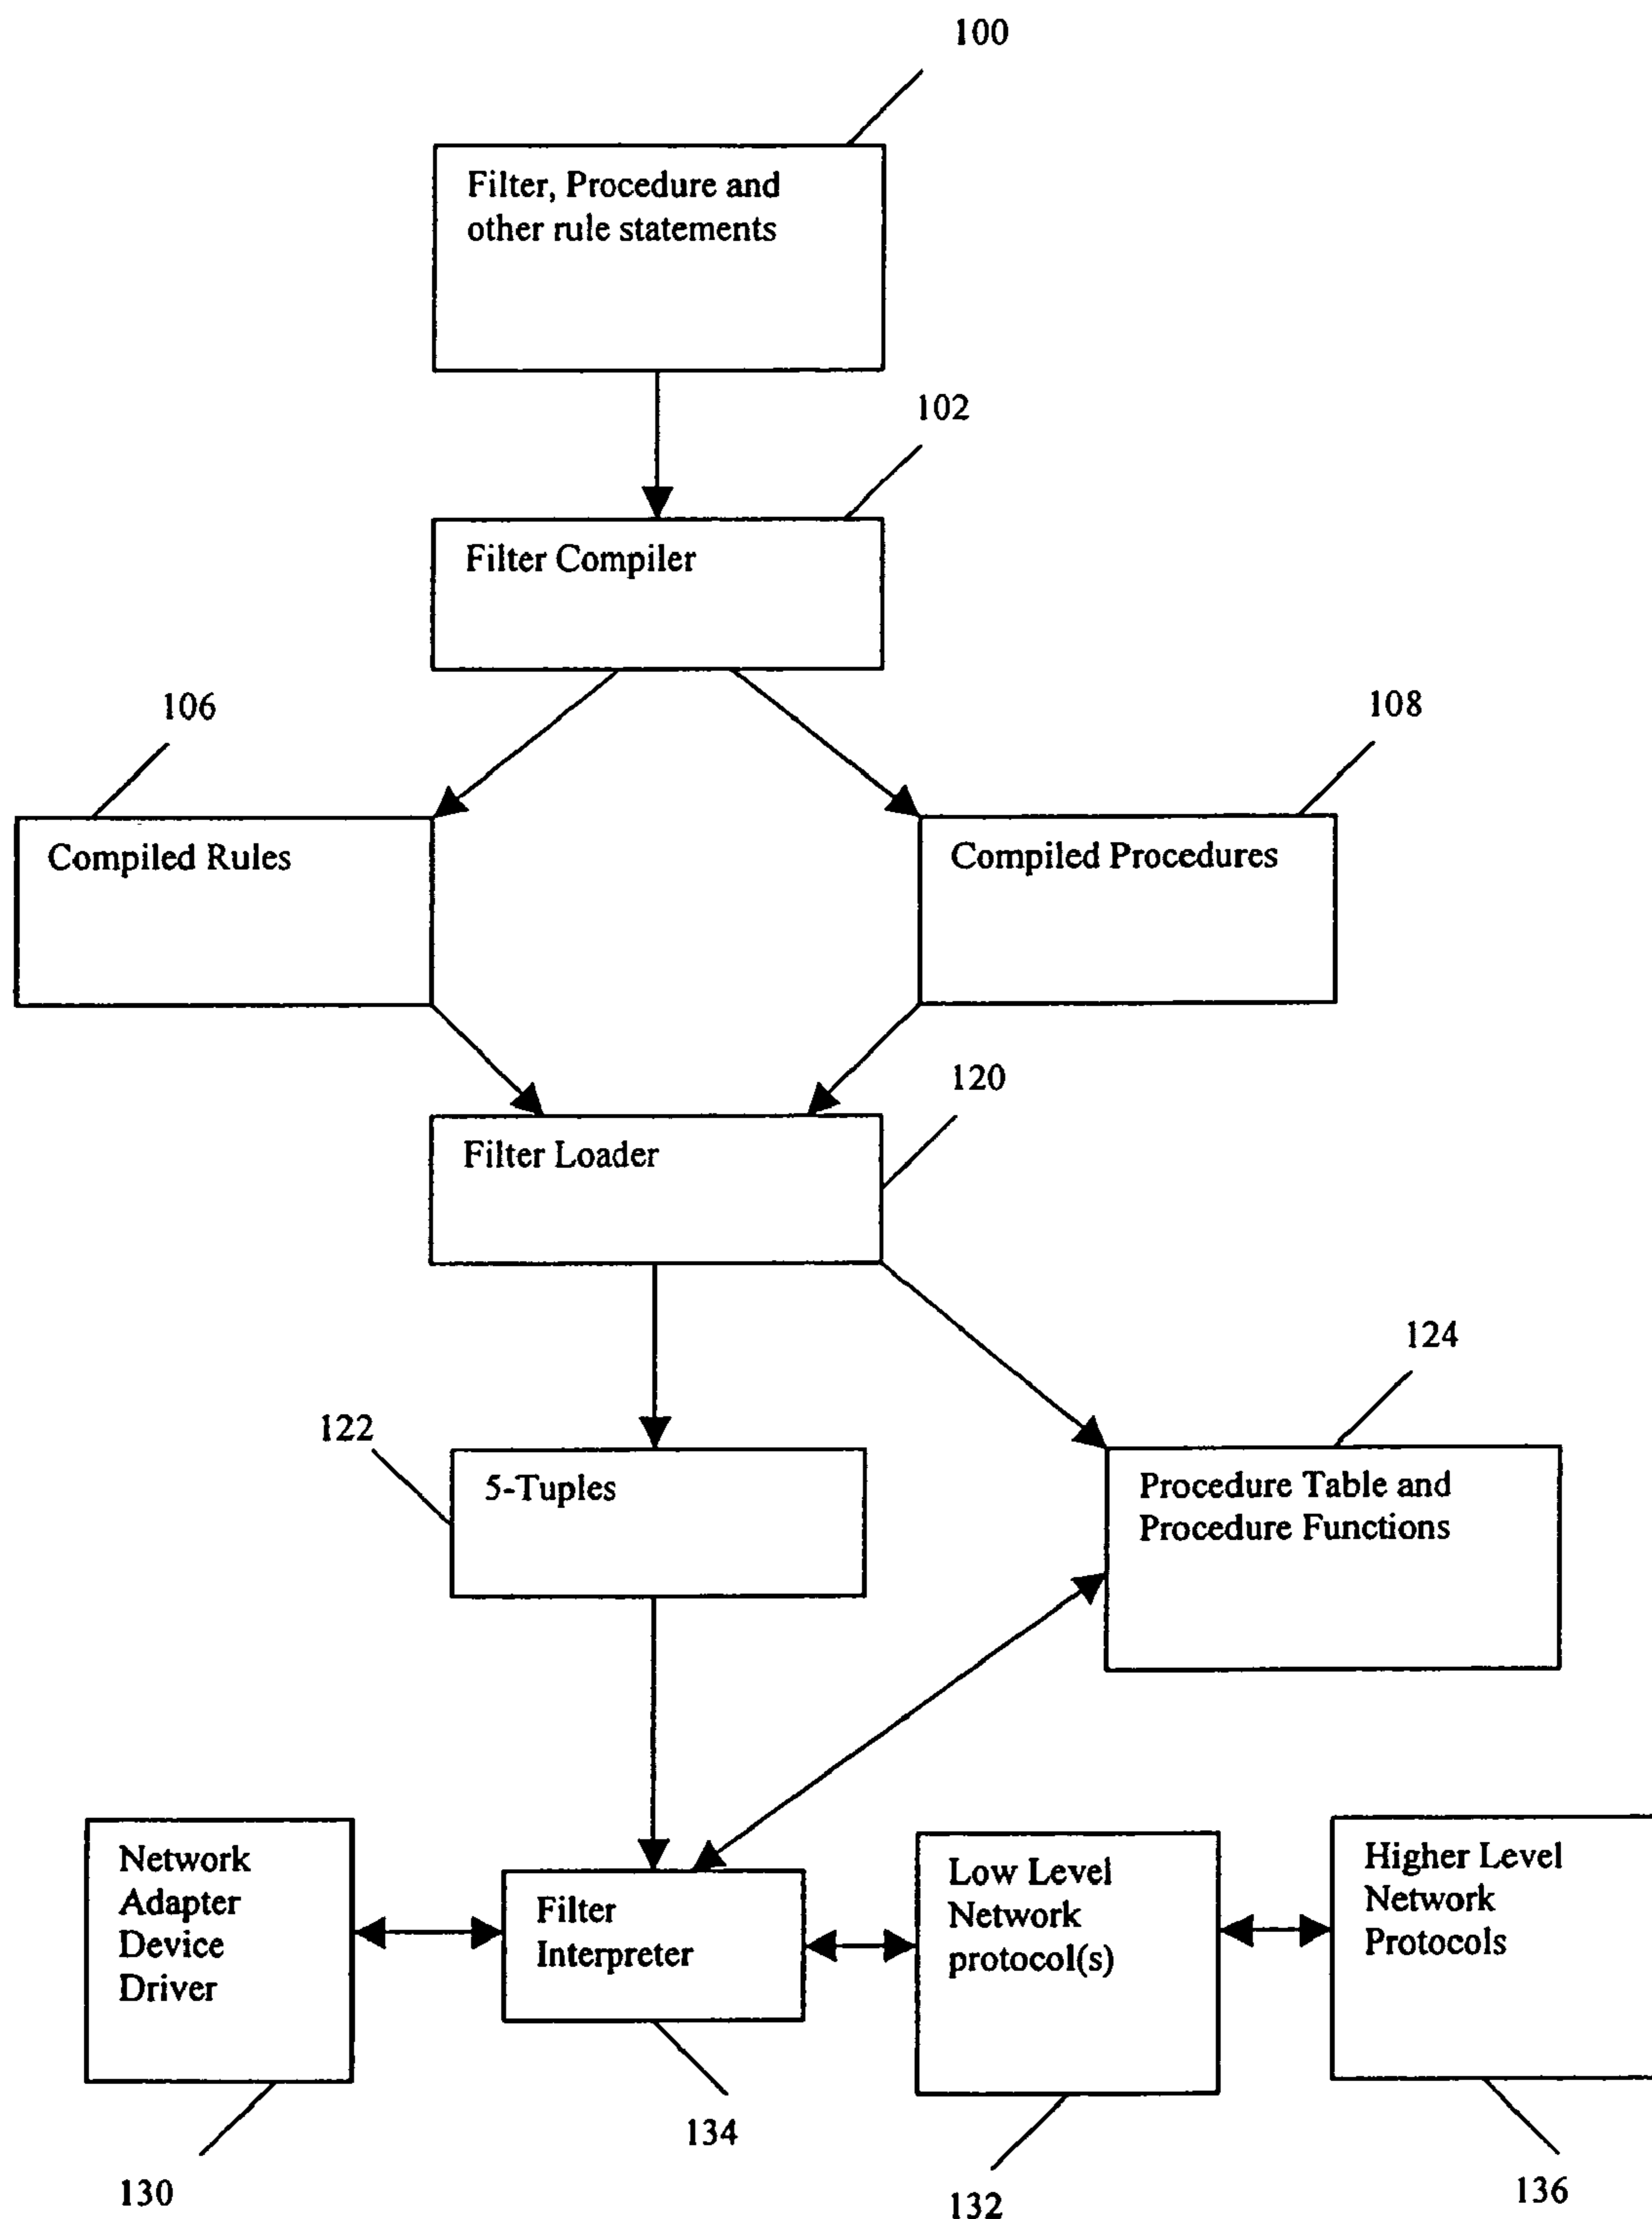 100
Filter, Procedure and
other rule statements
102
Filter Compiler
106
108
Compiled Rules
Compiled Procedures
120
Filter Loader
124
122
5-Tuples
Procedure Table and
Procedure Functions
Network
Adapter
Device
Driver
Filter
Interpreter
Low Level
Network
protocol(s)
Higher Level
Network
Protocols
134
130
132
136